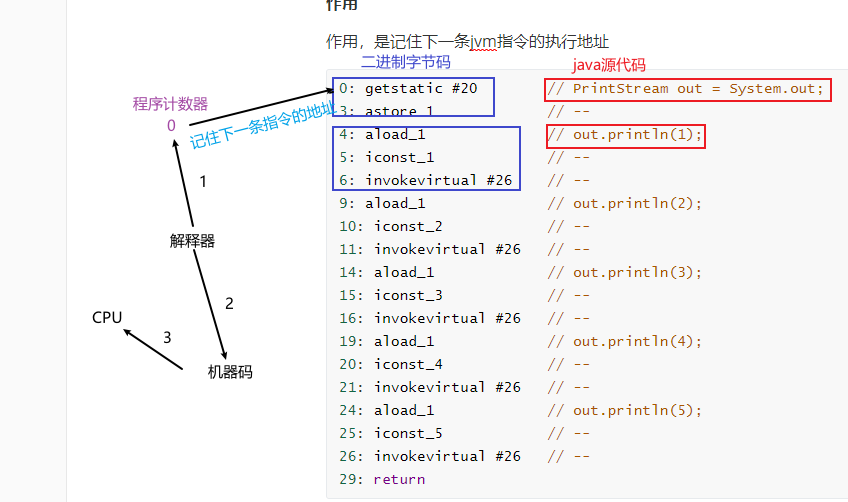 作用
作用，是记住下一条jvm指令的执行地址
二进制字节码
java源代码
程序计数器
0
记住下一条指令的地址
1
解释器
2
CPU
3
机器码
0: getstatic #20 // PrintStream out = System.out;
3: astore_1 // --
4: aload_1 // out.println(1);
5: iconst_1 // --
6: invokevirtual #26 // --
9: aload_1 // out.println(2);
10: iconst_2 // --
11: invokevirtual #26 // --
14: aload_1 // out.println(3);
15: iconst_3 // --
16: invokevirtual #26 // --
19: aload_1 // out.println(4);
20: iconst_4 // --
21: invokevirtual #26 // --
24: aload_1 // out.println(5);
25: iconst_5 // --
26: invokevirtual #26 // --
29: return